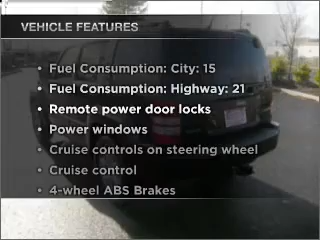 VEHICLE FEATURES
• Fuel Consumption: City: 15
• Fuel Consumption: Highway: 21
• Remote power door locks
• Power windows
• Cruise controls on steering wheel
• Cruise control
• 4-wheel ABS Brakes